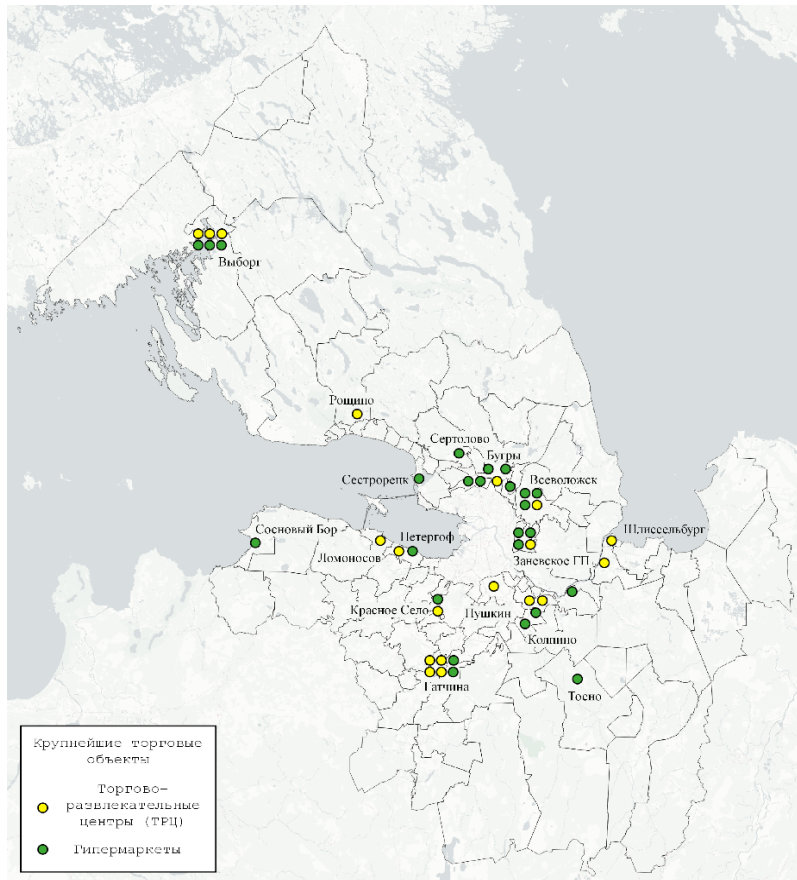 Выборг
Рощино
Сертолово
Бугры
Сестрорецк
Всеволожск
Сосновый Бор
Петергоф
Шлиссельбург
Ломоносов
Заневское ГП
Красное Село
Пушкин
Колпино
Гатчина
Тосно
Крупнейшие торговые
объекты
Торгово-
развлекательные
центры (ТРЦ)
Гипермаркеты